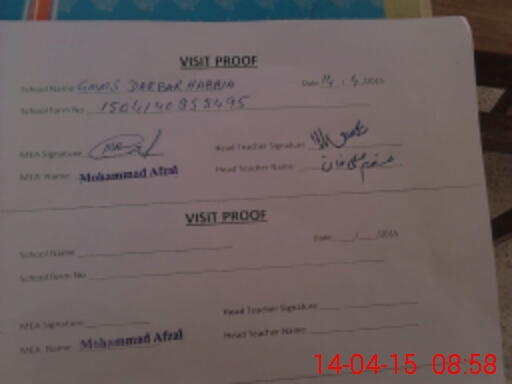 VISIT PROOF
School Name GMPS DARBAR HABBIA Date 14 / 4 /2015
School Form No 1504140855495
MEA Signature Head Teacher Signature
MEA Name: Mohammad Afzal Head Teacher Name
VISIT PROOF
School Name Date / /2015
School Form No
MEA Signature Head Teacher Signature
MEA Name Mohammad Afzal Head Teacher Name
14-04-15 08:58